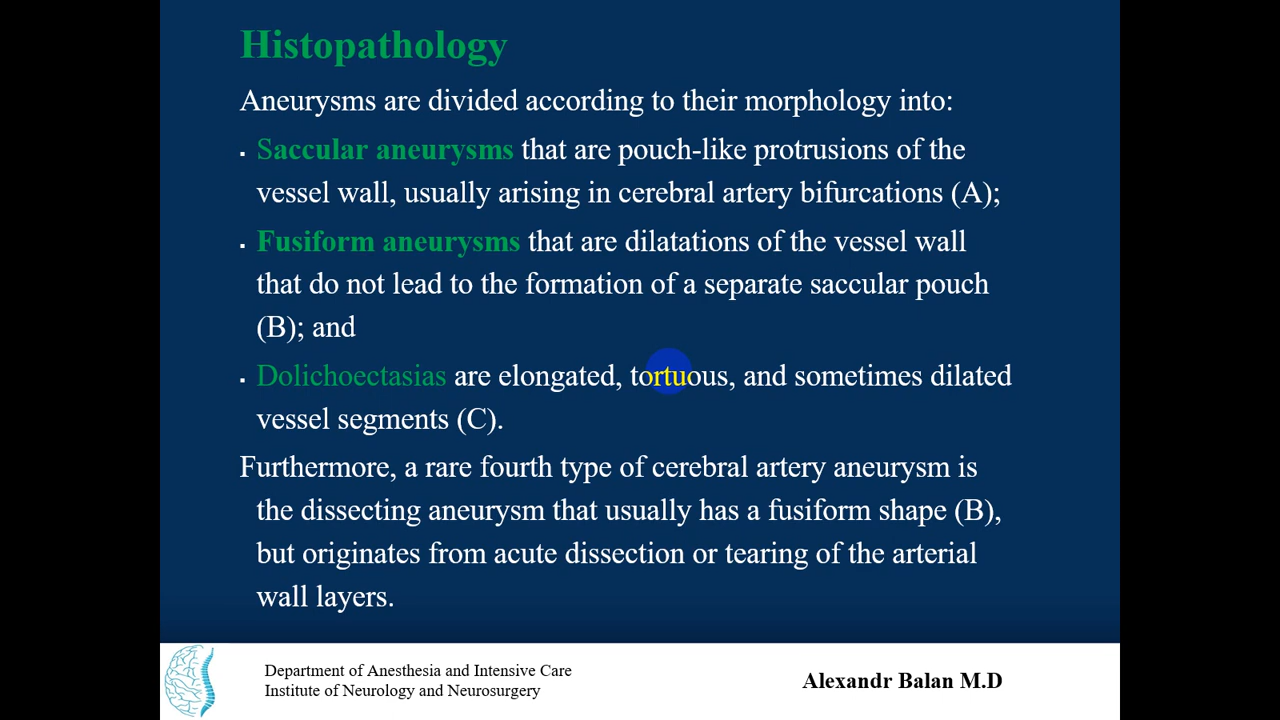 Histopathology
Aneurysms are divided according to their morphology into:
▪ Saccular aneurysms that are pouch-like protrusions of the
vessel wall, usually arising in cerebral artery bifurcations (A);
▪ Fusiform aneurysms that are dilatations of the vessel wall
that do not lead to the formation of a separate saccular pouch
(B); and
▪ Dolichoectasias are elongated, tortuous, and sometimes dilated
vessel segments (C).
Furthermore, a rare fourth type of cerebral artery aneurysm is
the dissecting aneurysm that usually has a fusiform shape (B),
but originates from acute dissection or tearing of the arterial
wall layers.
Department of Anesthesia and Intensive Care
Institute of Neurology and Neurosurgery
Alexandr Balan M.D